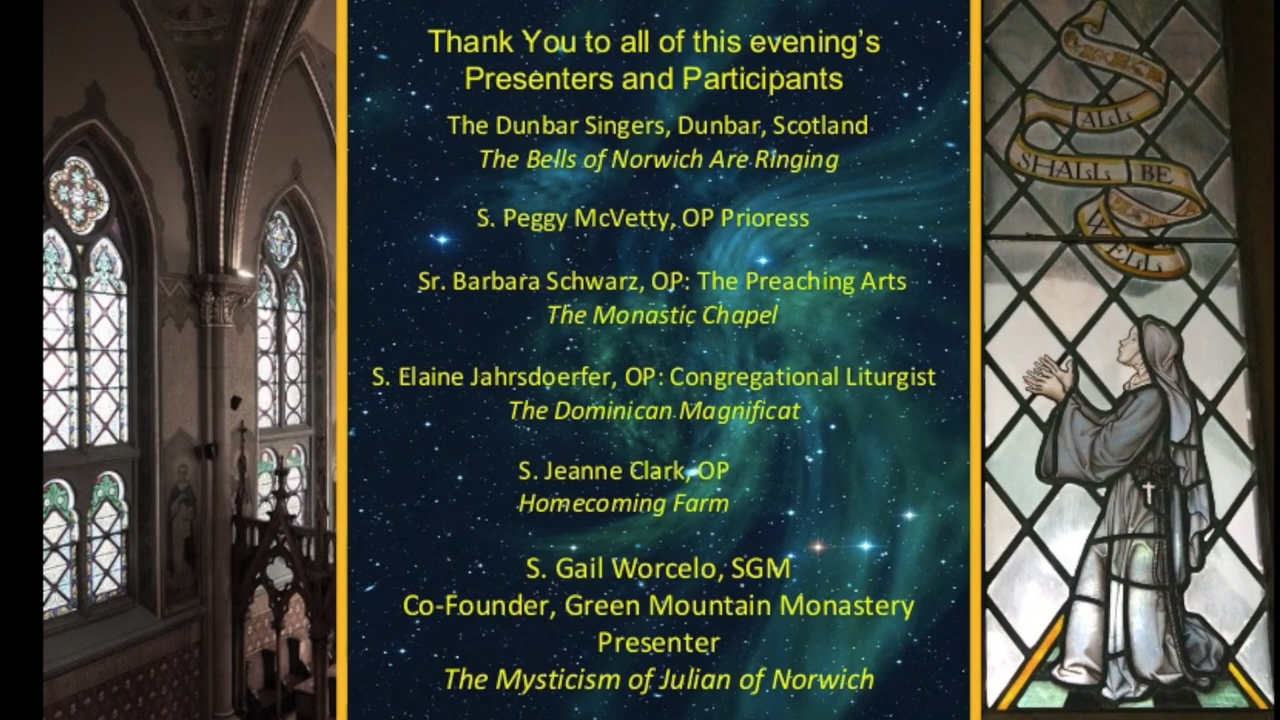 Thank You to all of this evening’s
Presenters and Participants
The Dunbar Singers, Dunbar, Scotland
The Bells of Norwich Are Ringing
S. Peggy McVetty, OP Prioress
Sr. Barbara Schwarz, OP: The Preaching Arts
The Monastic Chapel
S. Elaine Jahrsdoerfer, OP: Congregational Liturgist
The Dominican Magnificat
S. Jeanne Clark, OP
Homecoming Farm
S. Gail Worcelo, SGM
Co-Founder, Green Mountain Monastery
Presenter
The Mysticism of Julian of Norwich
ALL
SHALL BE
WELL